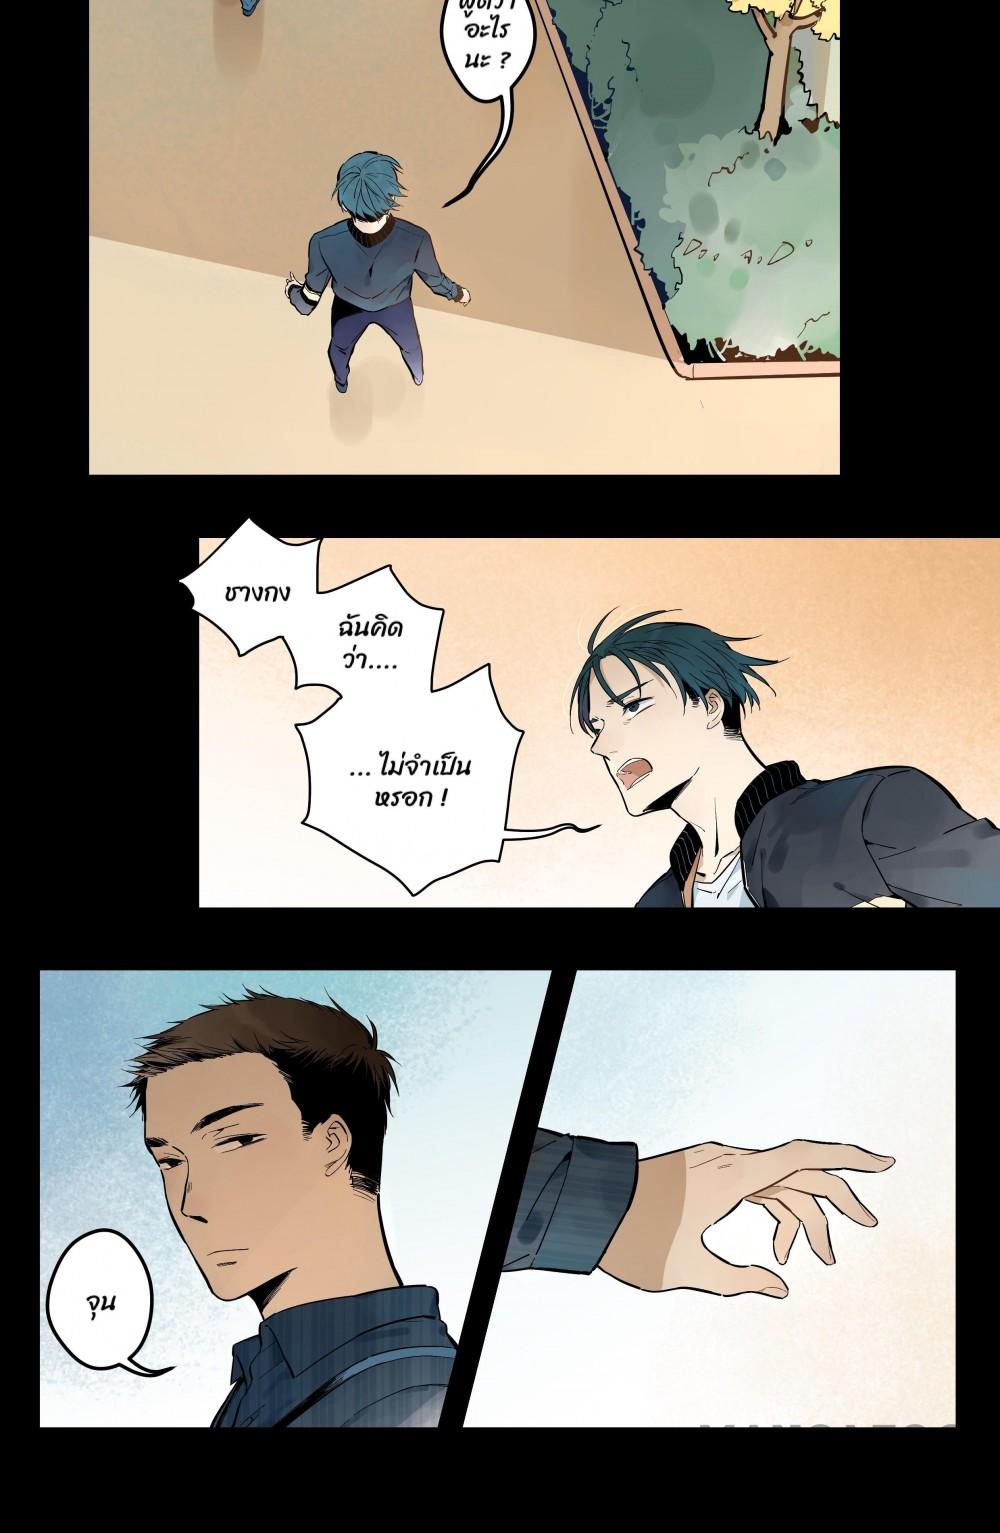 อะไร
นะ ?
ชางกง
ฉันคิด
ว่า....
... ไม่จำเป็น
หรอก !
จุน